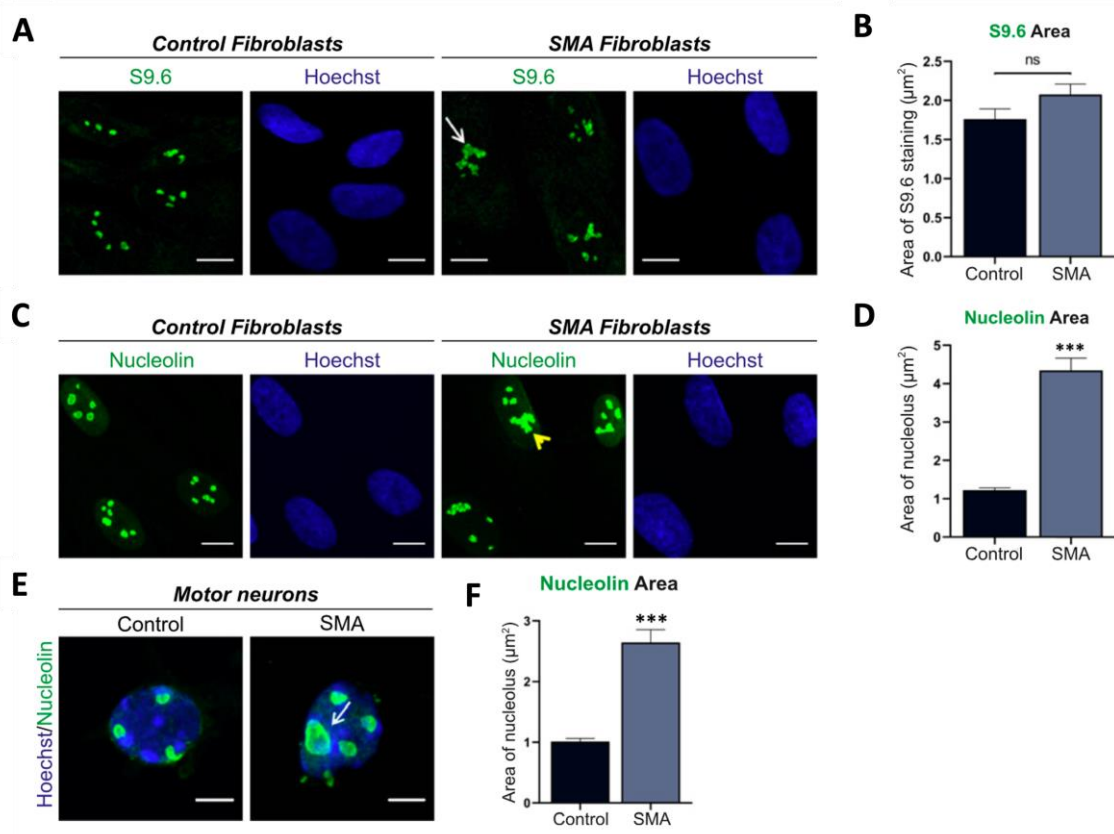 A
Control Fibroblasts
SMA Fibroblasts
S9.6
Hoechst
S9.6
Hoechst
B
S9.6 Area
Area of S9.6 staining (µm²)
2.5
2.0
1.5
1.0
0.5
0.0
ns
Control
SMA
C
Control Fibroblasts
SMA Fibroblasts
Nucleolin
Hoechst
Nucleolin
Hoechst
D
Nucleolin Area
Area of nucleolus (µm²)
5
4
3
2
1
0
***
Control
SMA
E
Motor neurons
Control
SMA
Hoechst/Nucleolin
F
Nucleolin Area
Area of nucleolus (µm²)
3
2
1
0
***
Control
SMA